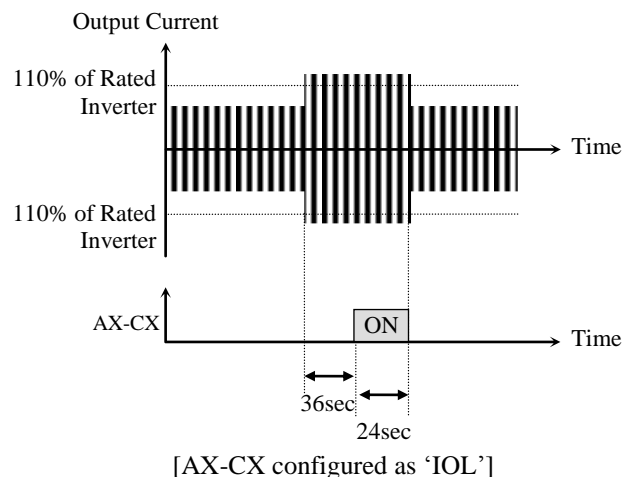 Output Current
110% of Rated
Inverter
Time
110% of Rated
Inverter
AX-CX
ON
Time
36sec
24sec
[AX-CX configured as ‘IOL’]